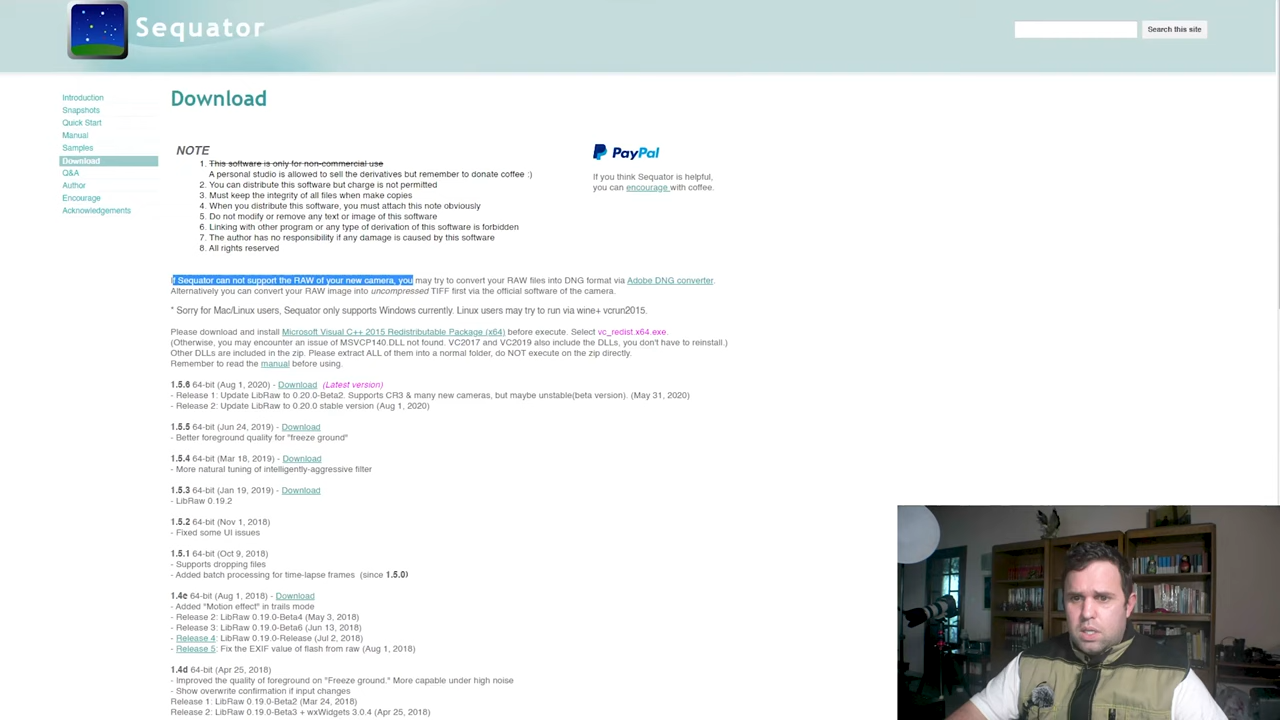 Sequator
Search this site
Introduction
Snapshots
Quick Start
Manual
Samples
Download
Q&A
Author
Encourage
Acknowledgements
Download
NOTE
1. This software is only for non-commercial use
A personal studio is allowed to sell the derivatives but remember to donate coffee :)
2. You can distribute this software but charge is not permitted
3. Must keep the integrity of all files when make copies
4. When you distribute this software, you must attach this note obviously
5. Do not modify or remove any text or image of this software
6. Linking with other program or any type of derivation of this software is forbidden
7. The author has no responsibility if any damage is caused by this software
8. All rights reserved
PayPal
If you think Sequator is helpful,
you can encourage with coffee.
If Sequator can not support the RAW of your new camera, you may try to convert your RAW files into DNG format via Adobe DNG converter.
Alternatively you can convert your RAW image into uncompressed TIFF first via the official software of the camera.
* Sorry for Mac/Linux users, Sequator only supports Windows currently. Linux users may try to run via wine+ vcrun2015.
Please download and install Microsoft Visual C++ 2015 Redistributable Package (x64) before execute. Select vc_redist x64.exe.
(Otherwise, you may encounter an issue of MSVCP140.DLL not found. VC2017 and VC2019 also include the DLLs, you don't have to reinstall.)
Other DLLs are included in the zip. Please extract ALL of them into a normal folder, do NOT execute on the zip directly.
Remember to read the manual before using.
1.5.6 64-bit (Aug 1, 2020) - Download (Latest version)
- Release 1: Update LibRaw to 0.20.0-Beta2. Supports CR3 & many new cameras, but maybe unstable(beta version). (May 31, 2020)
- Release 2: Update LibRaw to 0.20.0 stable version (Aug 1, 2020)
1.5.5 64-bit (Jun 24, 2019) - Download
- Better foreground quality for "freeze ground"
1.5.4 64-bit (Mar 18, 2019) - Download
- More natural tuning of intelligently-aggressive filter
1.5.3 64-bit (Jan 19, 2019) - Download
- LibRaw 0.19.2
1.5.2 64-bit (Nov 1, 2018)
- Fixed some UI issues
1.5.1 64-bit (Oct 9, 2018)
- Supports dropping files
- Added batch processing for time-lapse frames (since 1.5.0)
1.4e 64-bit (Aug 1, 2018) - Download
- Added "Motion effect" in trails mode
- Release 2: LibRaw 0.19.0-Beta4 (May 3, 2018)
- Release 3: LibRaw 0.19.0-Beta6 (Jun 13, 2018)
- Release 4: LibRaw 0.19.0-Release (Jul 2, 2018)
- Release 5: Fix the EXIF value of flash from raw (Aug 1, 2018)
1.4d 64-bit (Apr 25, 2018)
- Improved the quality of foreground on "Freeze ground." More capable under high noise
- Show overwrite confirmation if input changes
Release 1: LibRaw 0.19.0-Beta2 (Mar 24, 2018)
Release 2: LibRaw 0.19.0-Beta3 + wxWidgets 3.0.4 (Apr 25, 2018)